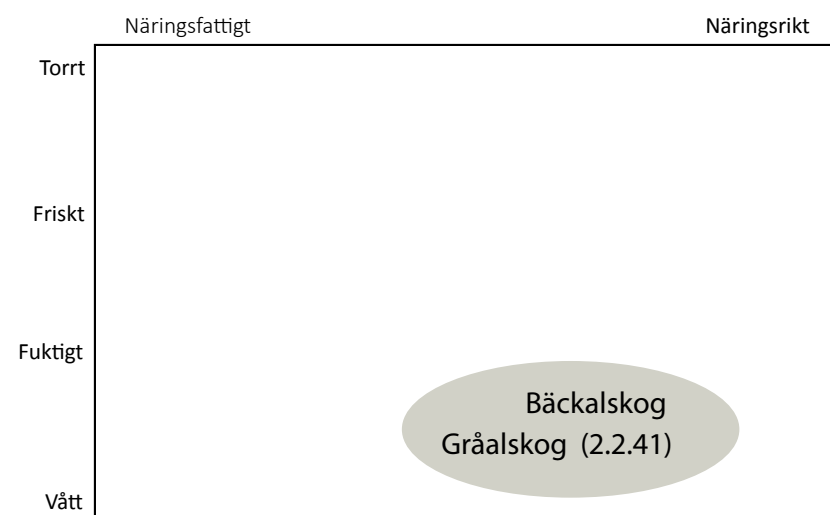 Näringsfattigt Näringsrikt
Torrt
Friskt
Fuktigt
Bäckalskog
Gråalskog (2.2.41)
Vått